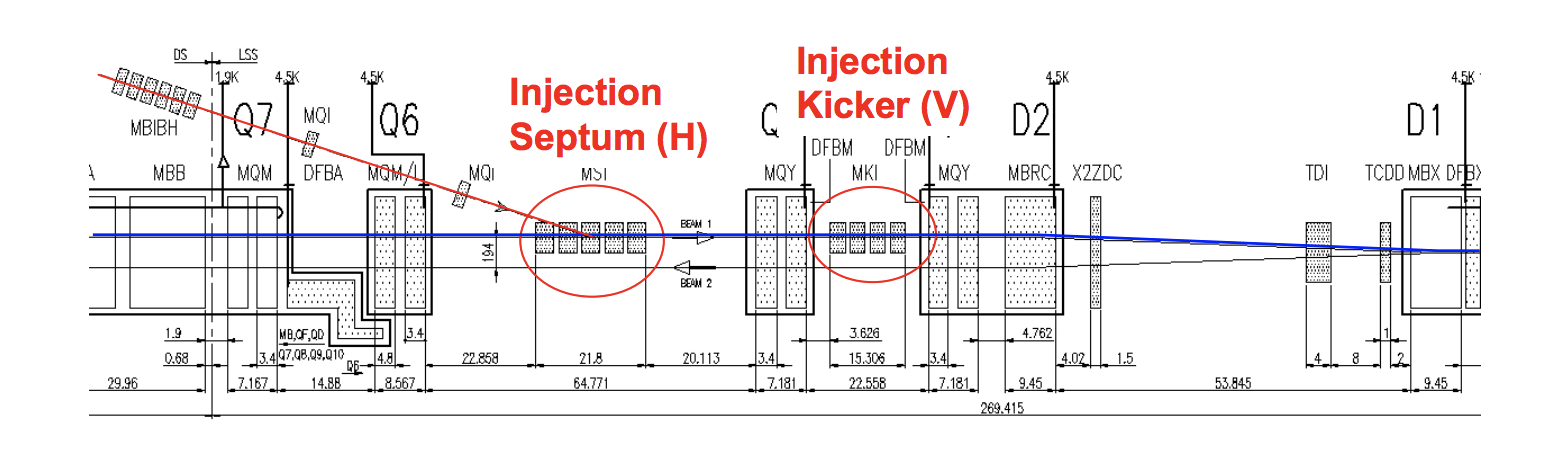 Injection
Septum (H)
Injection
Kicker (V)
DS LSS
1.9K 4.5K 4.5K 4.5K 4.5K
Q7 Q6 Q D2 D1
MBIBH MQI DFBM DFBM
MBB MQM DFBA MQM/I MQI MSI MQY MKI MQY MBRC X2ZDC TDI TCDD MBX DFBX
BEAM 1
194
BEAM 2
1.9 MB,QF,QD 3.4 3.626 4.762 1
0.68 3.4 Q7,Q8,Q9,Q10 4.8 22.858 21.8 20.113 3.4 15.306 3.4 4.02 1.5 4 8 2
Q6
29.96 7.167 14.88 8.567 64.771 7.181 22.558 7.181 9.45 53.845 9.45
269.415